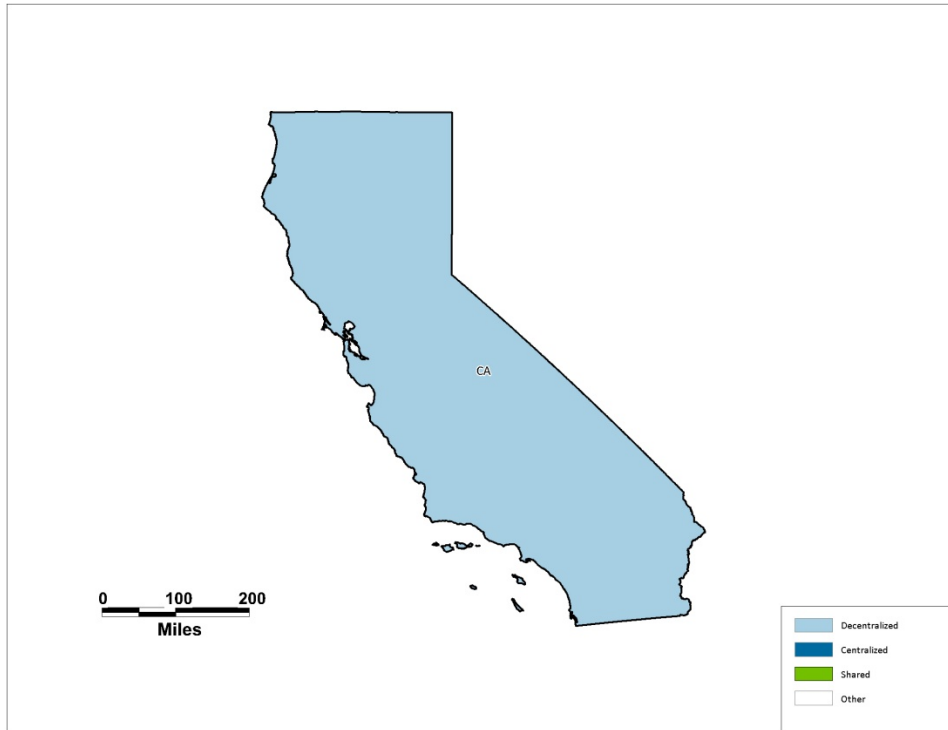 CA
0 100 200
Miles
Decentralized
Centralized
Shared
Other